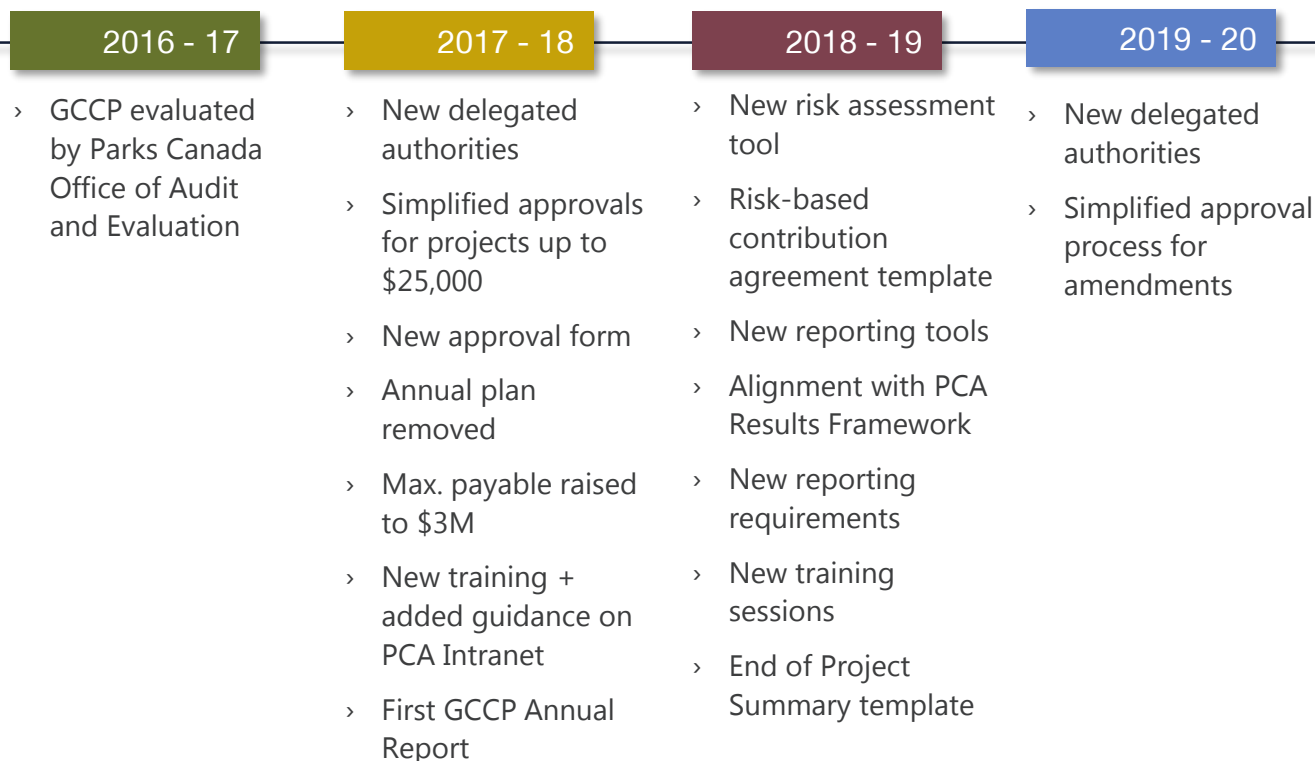 2016 - 17
› GCCP evaluated
by Parks Canada
Office of Audit
and Evaluation
2017 - 18
› New delegated
authorities
› Simplified approvals
for projects up to
$25,000
› New approval form
› Annual plan
removed
› Max. payable raised
to $3M
› New training +
added guidance on
PCA Intranet
› First GCCP Annual
Report
2018 - 19
› New risk assessment
tool
› Risk-based
contribution
agreement template
› New reporting tools
› Alignment with PCA
Results Framework
› New reporting
requirements
› New training
sessions
› End of Project
Summary template
2019 - 20
› New delegated
authorities
› Simplified approval
process for
amendments